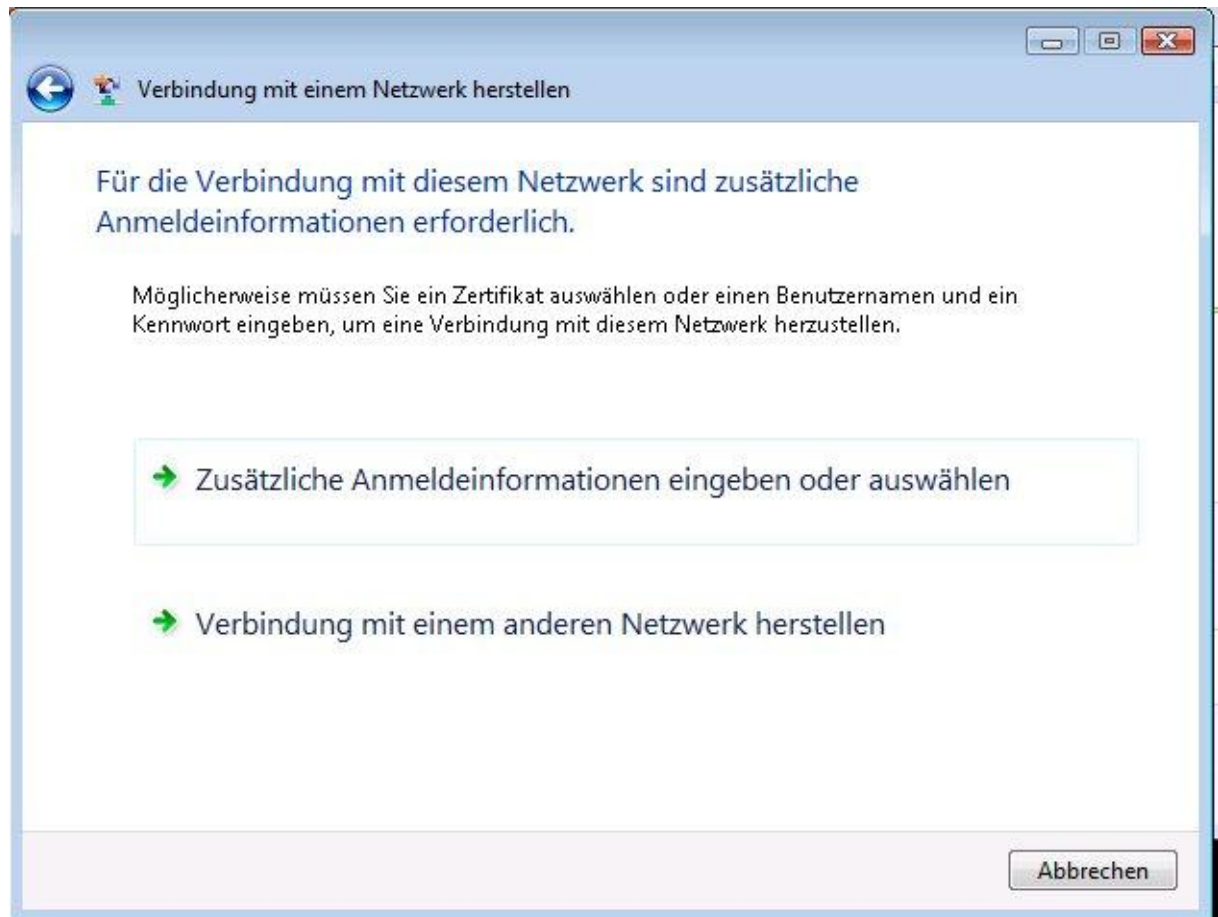 Verbindung mit einem Netzwerk herstellen
Für die Verbindung mit diesem Netzwerk sind zusätzliche
Anmeldeinformationen erforderlich.
Möglicherweise müssen Sie ein Zertifikat auswählen oder einen Benutzernamen und ein
Kennwort eingeben, um eine Verbindung mit diesem Netzwerk herzustellen.
Zusätzliche Anmeldeinformationen eingeben oder auswählen
Verbindung mit einem anderen Netzwerk herstellen
Abbrechen